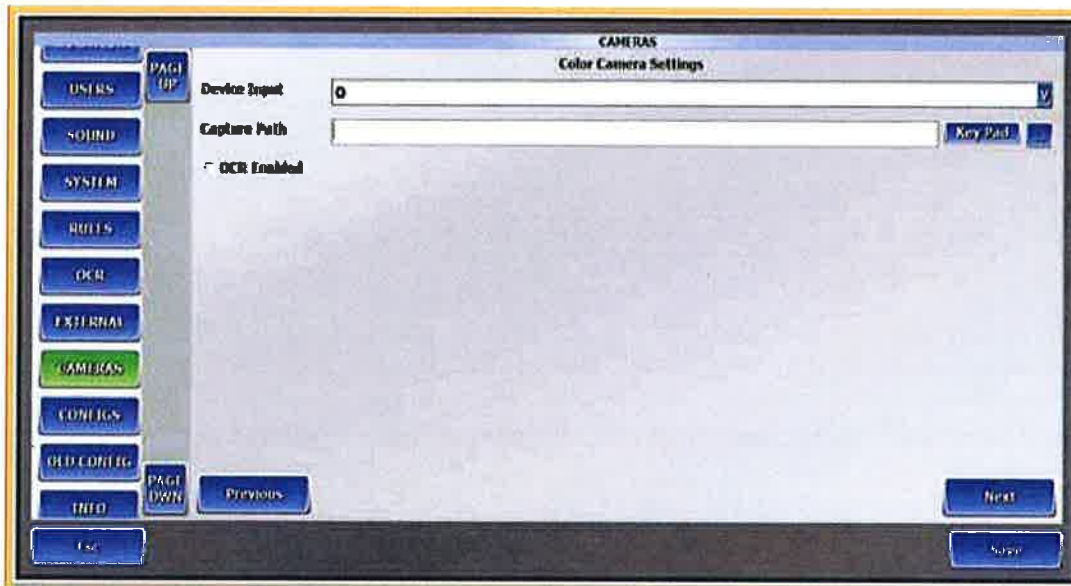 CAMERAS
Color Camera Settings
PAGE UP
USERS
Device Input
0
V
SOUND
Capture Path
Key Pad
..
SYSTEM
OCR Enabled
RULES
OCR
EXTERNAL
CAMERAS
CONFIGS
OLD CONFIG
PAGE DWN
INFO
Previous
Next
Esc
Save